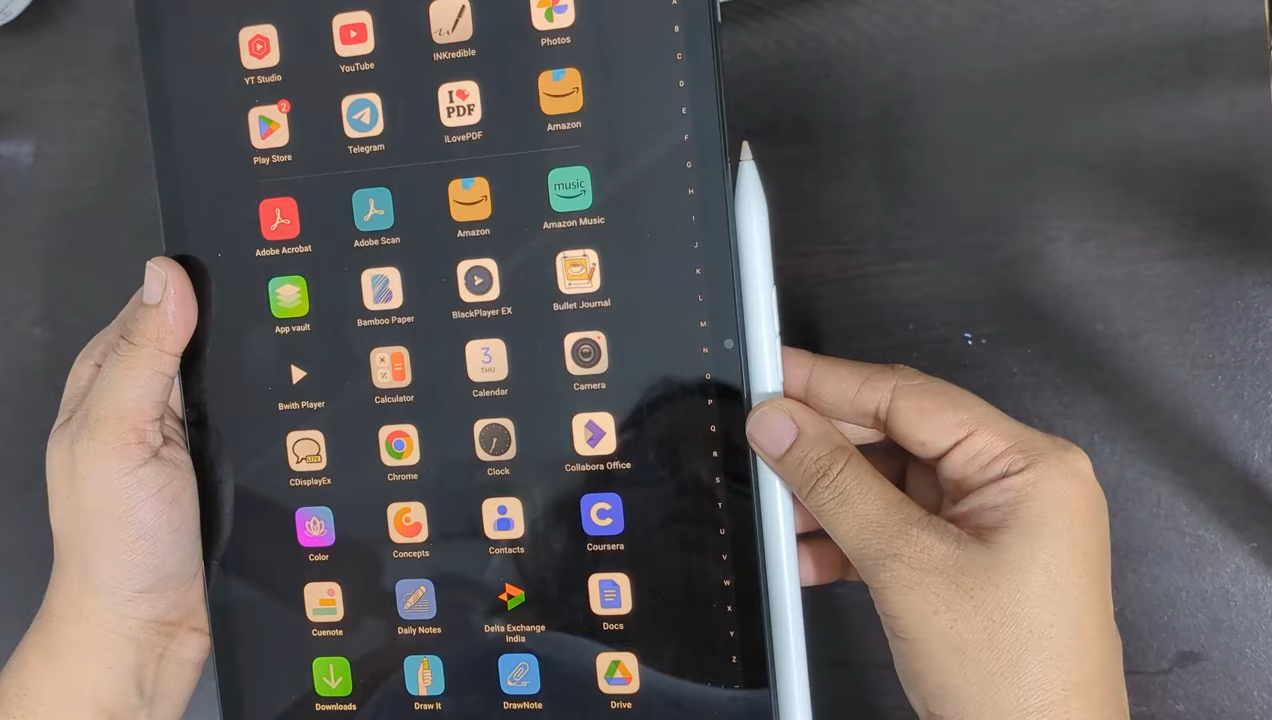 YT Studio
YouTube
INKredible
Photos
2
Play Store
Telegram
I
PDF
iLovePDF
Amazon
Adobe Acrobat
Adobe Scan
Amazon
music
Amazon Music
App vault
Bamboo Paper
BlackPlayer EX
Bullet Journal
Bwith Player
Calculator
3
THU
Calendar
Camera
LITE
CDisplayEx
Chrome
Clock
Collabora Office
Color
Concepts
Contacts
C
Coursera
Cuenote
Daily Notes
Delta Exchange
India
Docs
Downloads
Draw It
DrawNote
Drive
A
B
C
D
E
F
G
H
I
J
K
L
M
N
O
P
Q
R
S
T
U
V
W
X
Y
Z